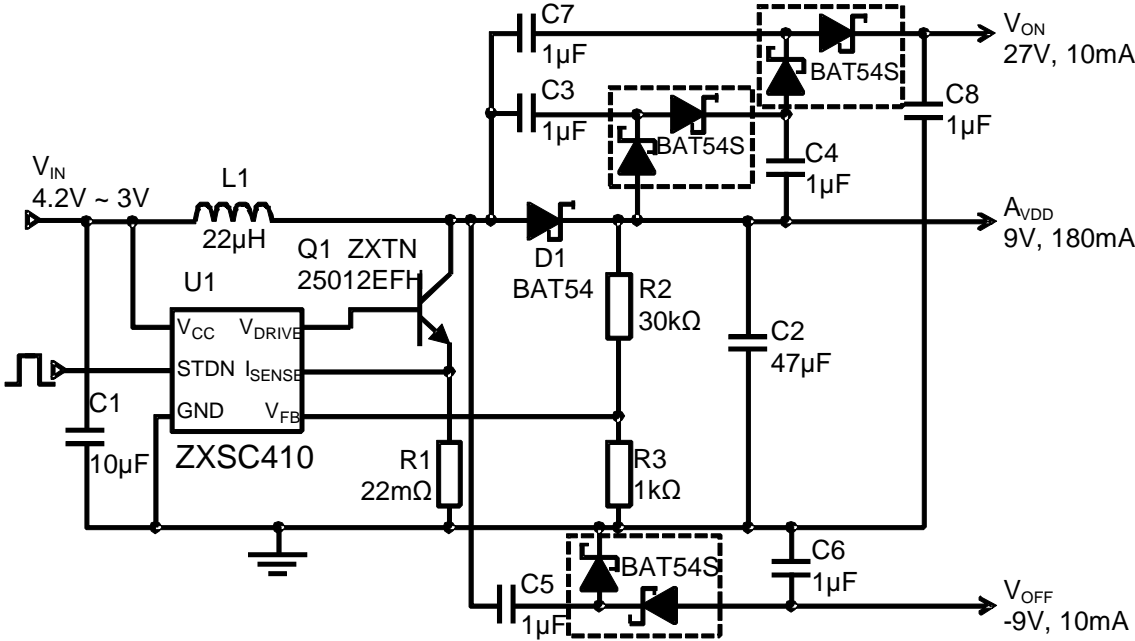 C7
1µF
V_ON
27V, 10mA
BAT54S
C3
1µF
BAT54S
C8
1µF
C4
1µF
V_IN
4.2V ~ 3V
L1
22µH
A_VDD
9V, 180mA
Q1 ZXTN
25012EFH
D1
BAT54
U1
R2
30kΩ
V_CC
V_DRIVE
C2
47µF
STDN
I_SENSE
C1
10µF
GND
V_FB
ZXSC410
R1
22mΩ
R3
1kΩ
BAT54S
C6
1µF
C5
1µF
V_OFF
-9V, 10mA